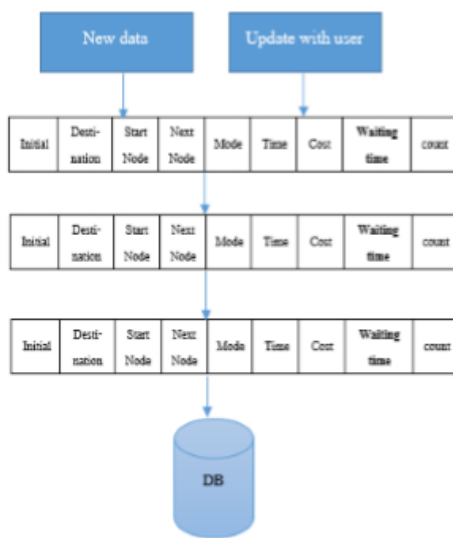 New data
Update with user
Initial Desti-nation Start Node Next Node Mode Time Cost Waiting time count
Initial Desti-nation Start Node Next Node Mode Time Cost Waiting time count
Initial Desti-nation Start Node Next Node Mode Time Cost Waiting time count
DB